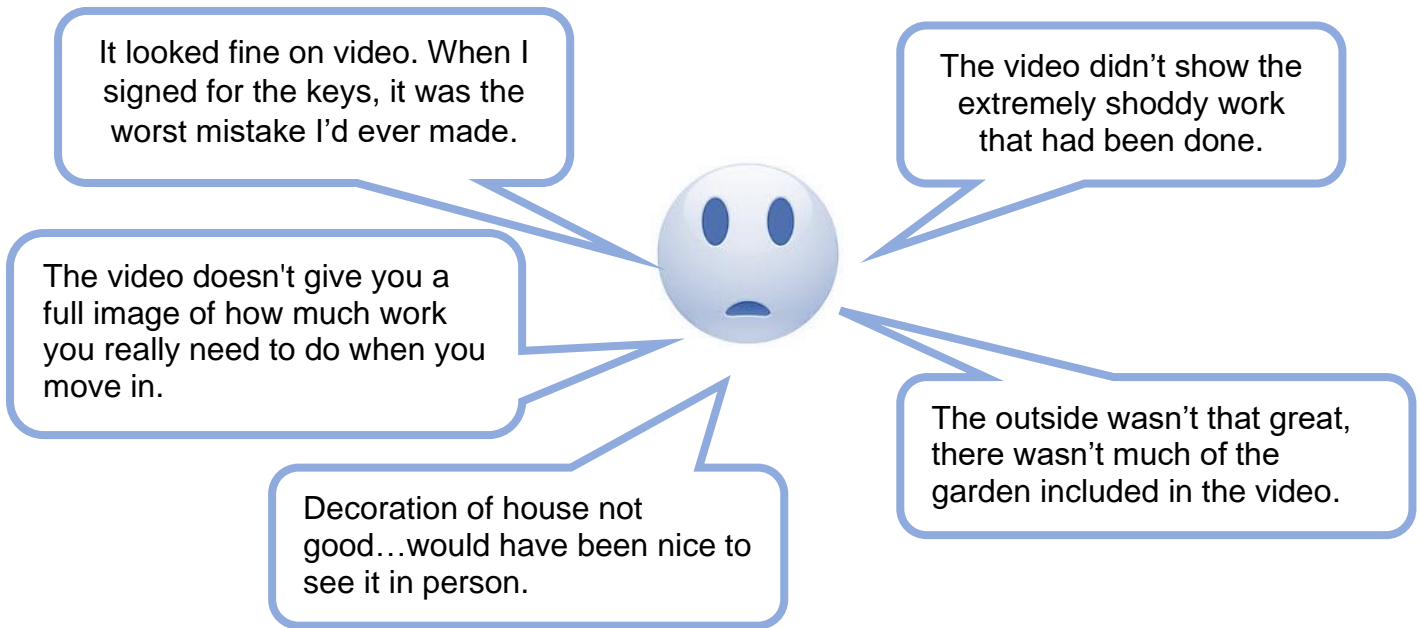 It looked fine on video. When I
signed for the keys, it was the
worst mistake I’d ever made.
The video didn’t show the
extremely shoddy work
that had been done.
The video doesn't give you a
full image of how much work
you really need to do when you
move in.
The outside wasn’t that great,
there wasn’t much of the
garden included in the video.
Decoration of house not
good…would have been nice to
see it in person.